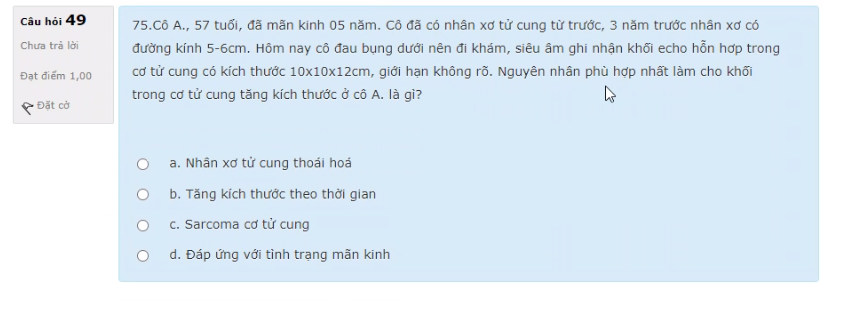 Câu hỏi 49
Chưa trả lời
Đạt điểm 1,00
Đặt cờ
75.Cô A., 57 tuổi, đã mãn kinh 05 năm. Cô đã có nhân xơ tử cung từ trước, 3 năm trước nhân xơ có
đường kính 5-6cm. Hôm nay cô đau bụng dưới nên đi khám, siêu âm ghi nhận khối echo hỗn hợp trong
cơ tử cung có kích thước 10x10x12cm, giới hạn không rõ. Nguyên nhân phù hợp nhất làm cho khối
trong cơ tử cung tăng kích thước ở cô A. là gì?
a. Nhân xơ tử cung thoái hoá
b. Tăng kích thước theo thời gian
c. Sarcoma cơ tử cung
d. Đáp ứng với tình trạng mãn kinh